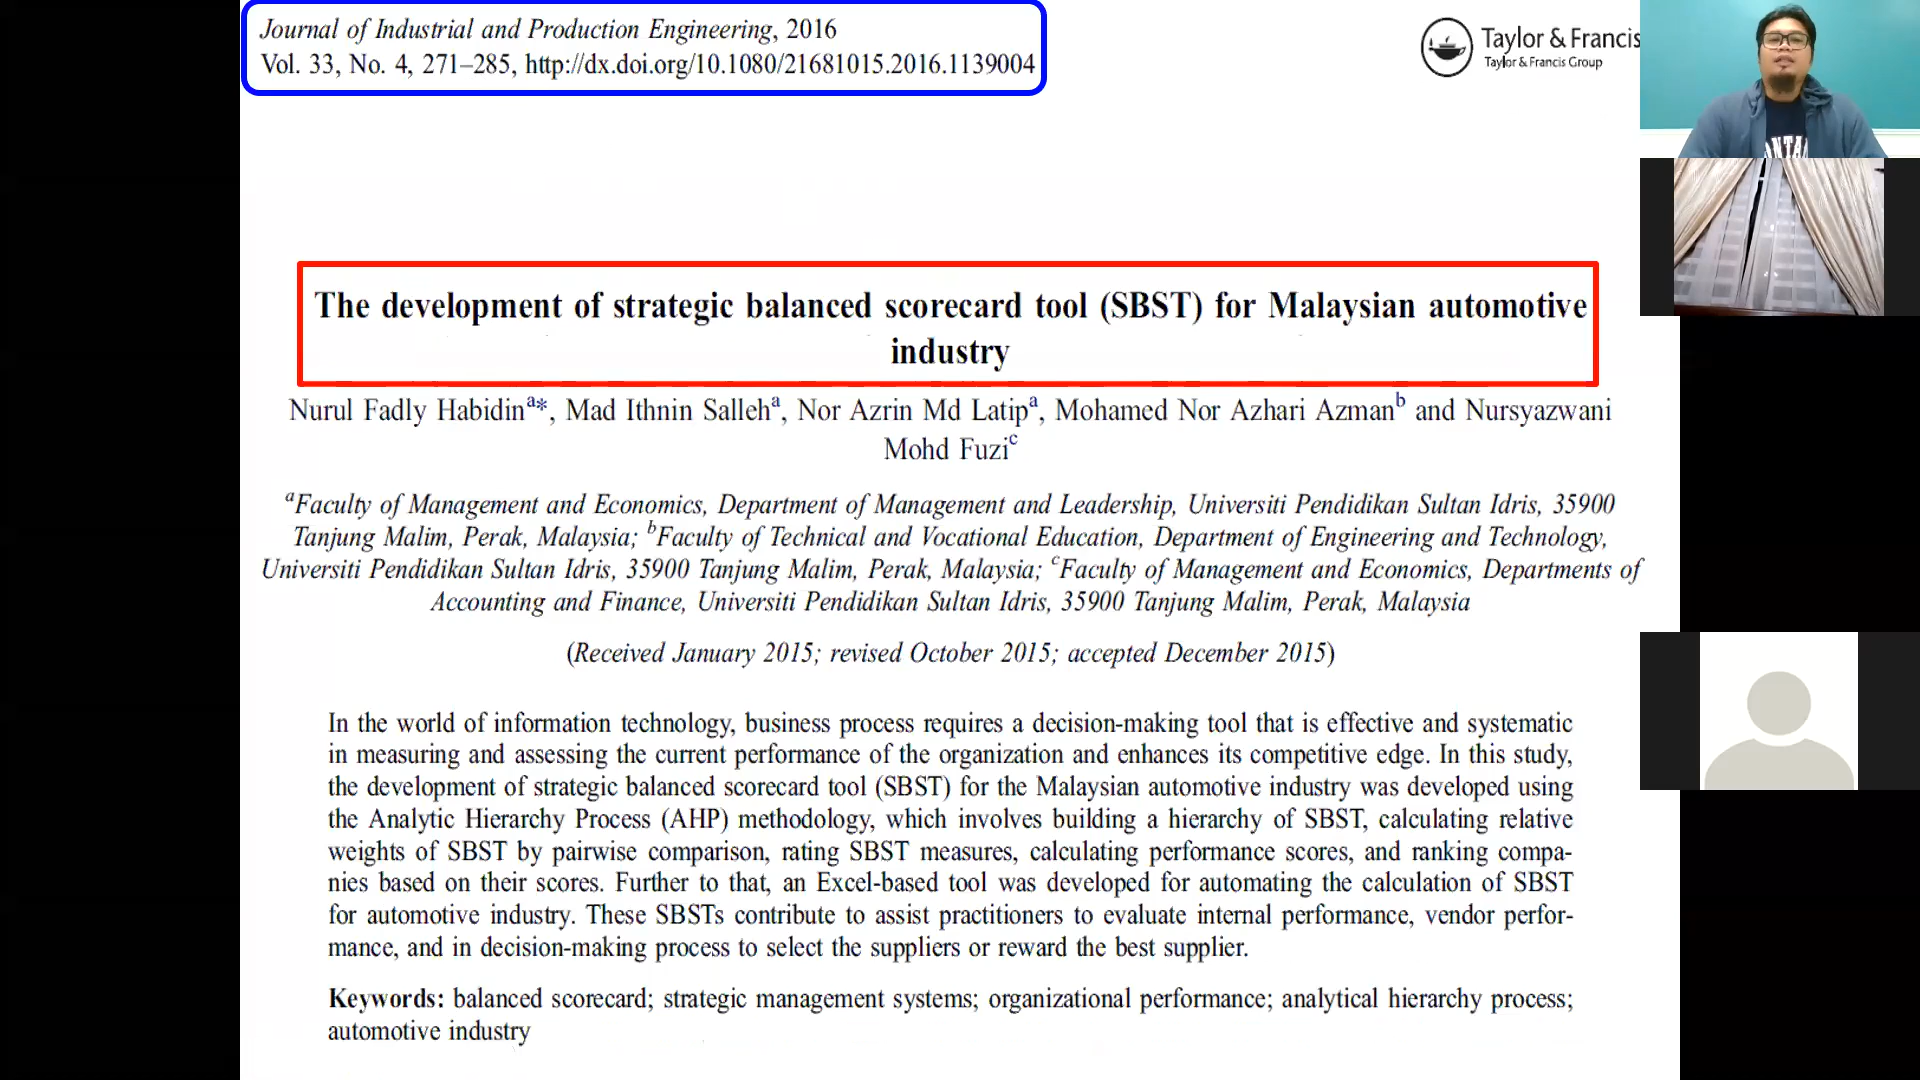 Journal of Industrial and Production Engineering, 2016
Vol. 33, No. 4, 271–285, http://dx.doi.org/10.1080/21681015.2016.1139004
Taylor & Francis
Taylor & Francis Group
The development of strategic balanced scorecard tool (SBST) for Malaysian automotive
industry
Nurul Fadly Habidinᵃ*, Mad Ithnin Sallehᵃ, Nor Azrin Md Latipᵃ, Mohamed Nor Azhari Azmanᵇ and Nursyazwani
Mohd Fuziᶜ
ᵃFaculty of Management and Economics, Department of Management and Leadership, Universiti Pendidikan Sultan Idris, 35900
Tanjung Malim, Perak, Malaysia; ᵇFaculty of Technical and Vocational Education, Department of Engineering and Technology,
Universiti Pendidikan Sultan Idris, 35900 Tanjung Malim, Perak, Malaysia; ᶜFaculty of Management and Economics, Departments of
Accounting and Finance, Universiti Pendidikan Sultan Idris, 35900 Tanjung Malim, Perak, Malaysia
(Received January 2015; revised October 2015; accepted December 2015)
In the world of information technology, business process requires a decision-making tool that is effective and systematic
in measuring and assessing the current performance of the organization and enhances its competitive edge. In this study,
the development of strategic balanced scorecard tool (SBST) for the Malaysian automotive industry was developed using
the Analytic Hierarchy Process (AHP) methodology, which involves building a hierarchy of SBST, calculating relative
weights of SBST by pairwise comparison, rating SBST measures, calculating performance scores, and ranking compa-
nies based on their scores. Further to that, an Excel-based tool was developed for automating the calculation of SBST
for automotive industry. These SBSTs contribute to assist practitioners to evaluate internal performance, vendor perfor-
mance, and in decision-making process to select the suppliers or reward the best supplier.
Keywords: balanced scorecard; strategic management systems; organizational performance; analytical hierarchy process;
automotive industry